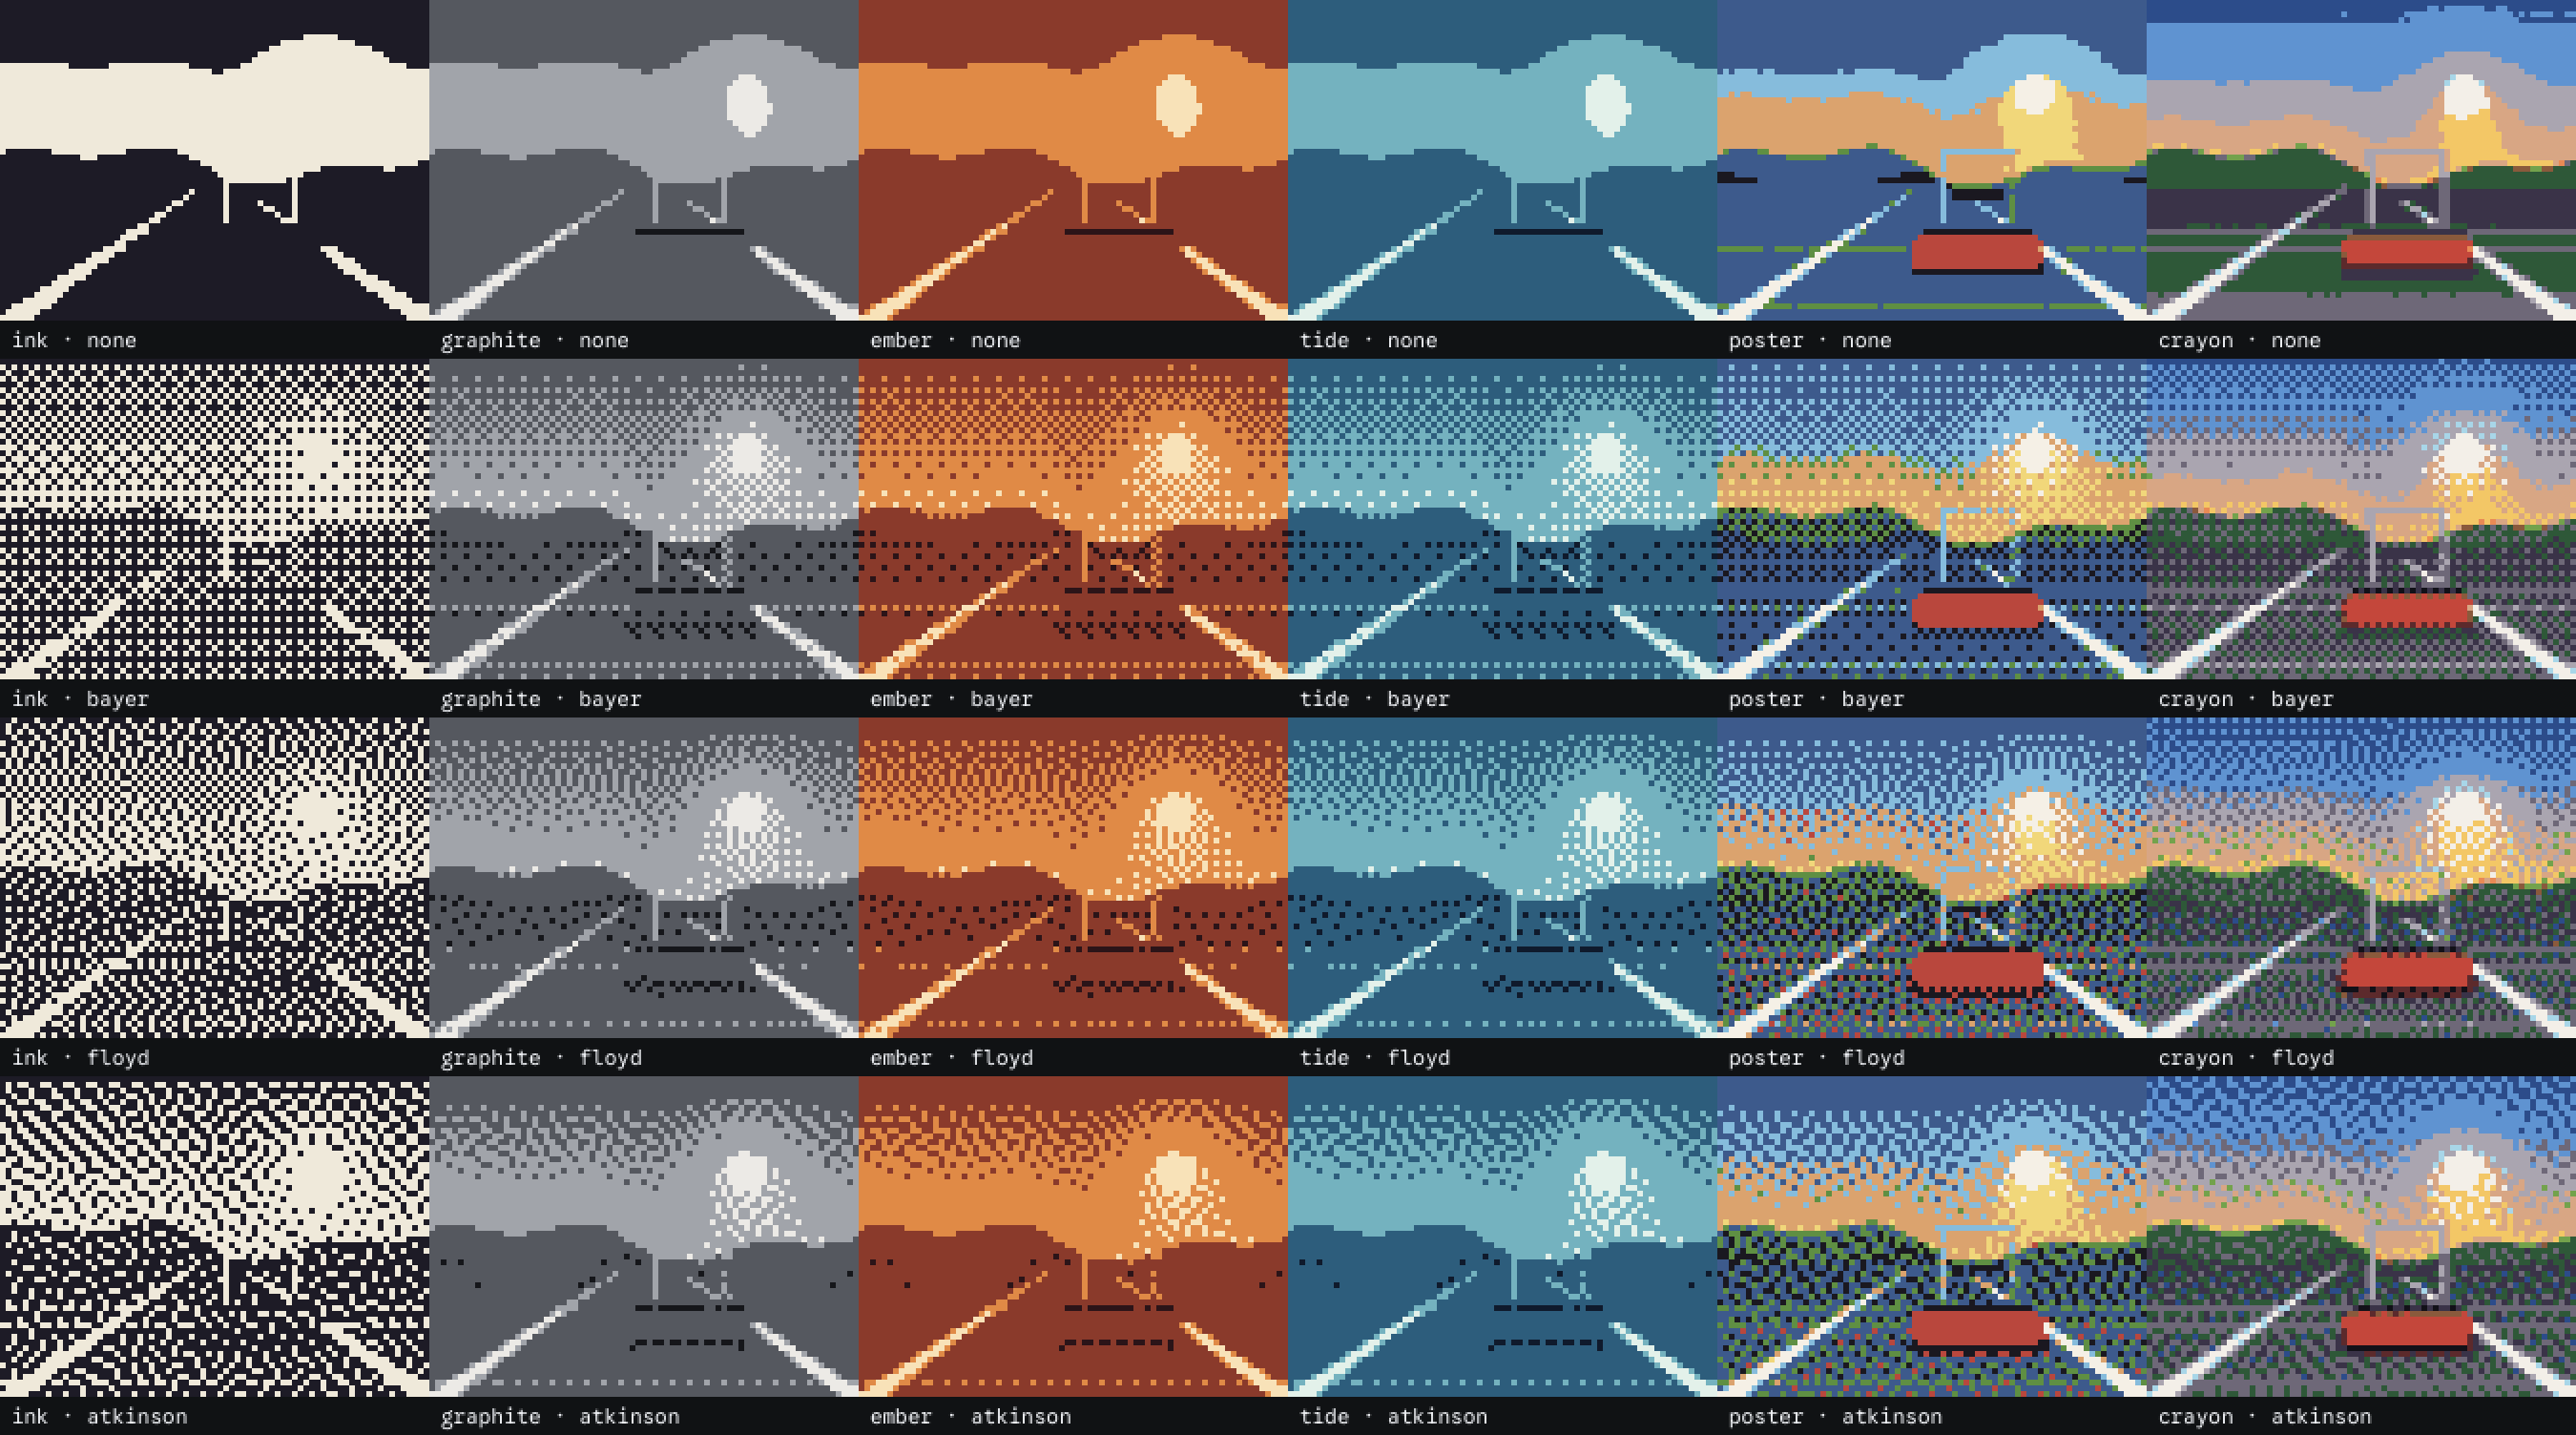 ink · none
graphite · none
ember · none
tide · none
poster · none
crayon · none
ink · bayer
graphite · bayer
ember · bayer
tide · bayer
poster · bayer
crayon · bayer
ink · floyd
graphite · floyd
ember · floyd
tide · floyd
poster · floyd
crayon · floyd
ink · atkinson
graphite · atkinson
ember · atkinson
tide · atkinson
poster · atkinson
crayon · atkinson